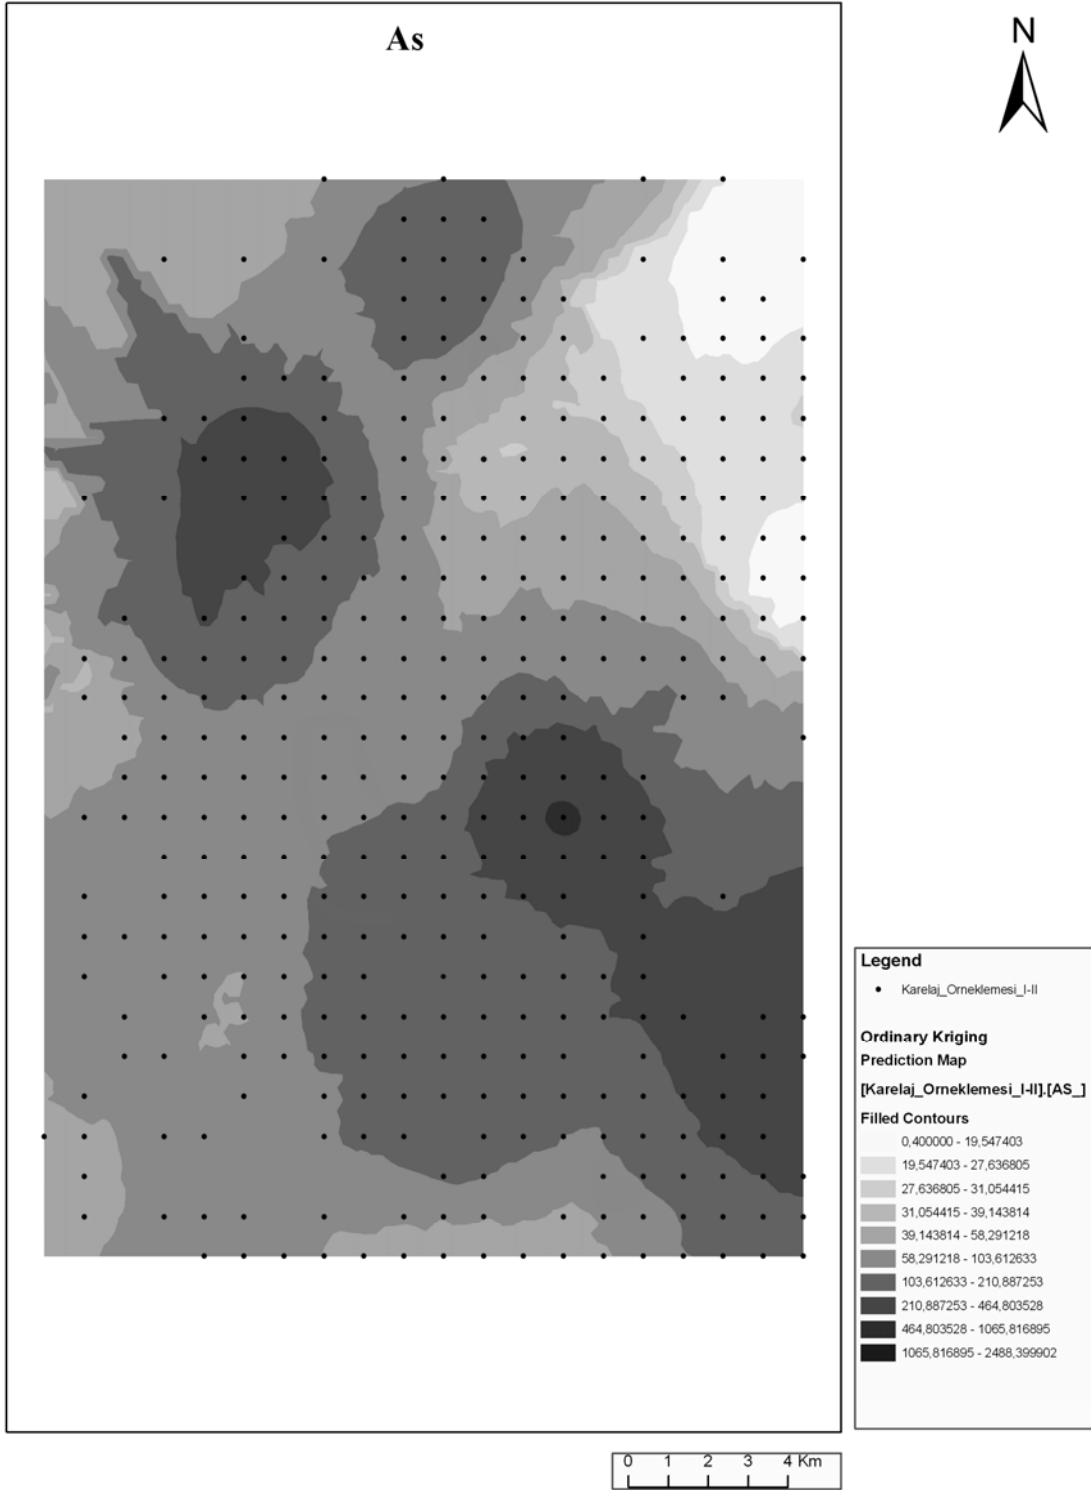 As
N
Legend
Karelaj_Orneklemesi_I-II
Ordinary Kriging
Prediction Map
[Karelaj_Orneklemesi_I-II].[AS_]
Filled Contours
0,400000 - 19,547403
19,547403 - 27,636805
27,636805 - 31,054415
31,054415 - 39,143814
39,143814 - 58,291218
58,291218 - 103,612633
103,612633 - 210,887253
210,887253 - 464,803528
464,803528 - 1065,816895
1065,816895 - 2488,399902
0 1 2 3 4 Km